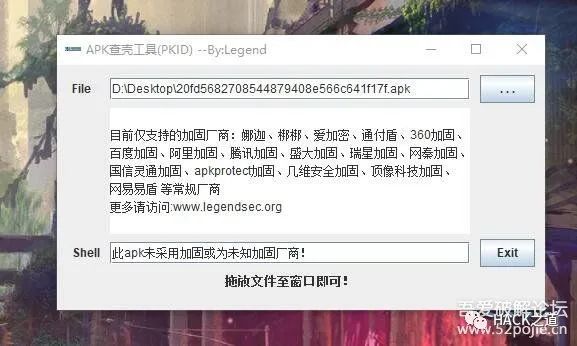 APK查壳工具(PKID) --By:Legend
File D:\Desktop\20fd5682708544879408e566c641f17f.apk ...
目前仅支持的加固厂商：娜迦、梆梆、爱加密、通付盾、360加固、
百度加固、阿里加固、腾讯加固、盛大加固、瑞星加固、网秦加固、
国信灵通加固、apkprotect加固、几维安全加固、顶像科技加固、
网易易盾 等常规厂商
更多请访问:www.legendsec.org
Shell 此apk未采用加固或为未知加固厂商! Exit
拖放文件至窗口即可!
吾爱破解论坛
HACK之道
www.52pojie.cn